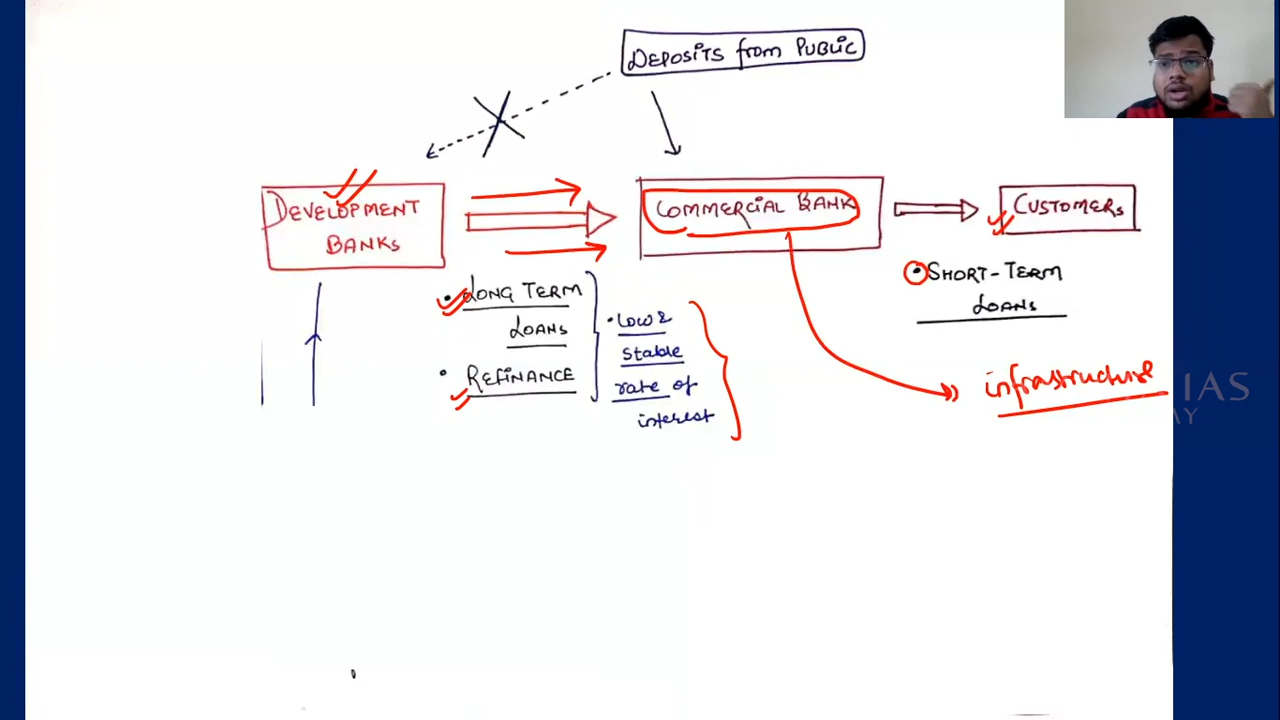 DEPOSITS from PUBLIC
DEVELOPMENT
BANKS
COMMERCIAL BANK
CUSTOMERS
• LONG TERM
LOANS
• REFINANCE
• Low &
stable
rate of
interest
• SHORT-TERM
LOANS
infrastructure
IAS